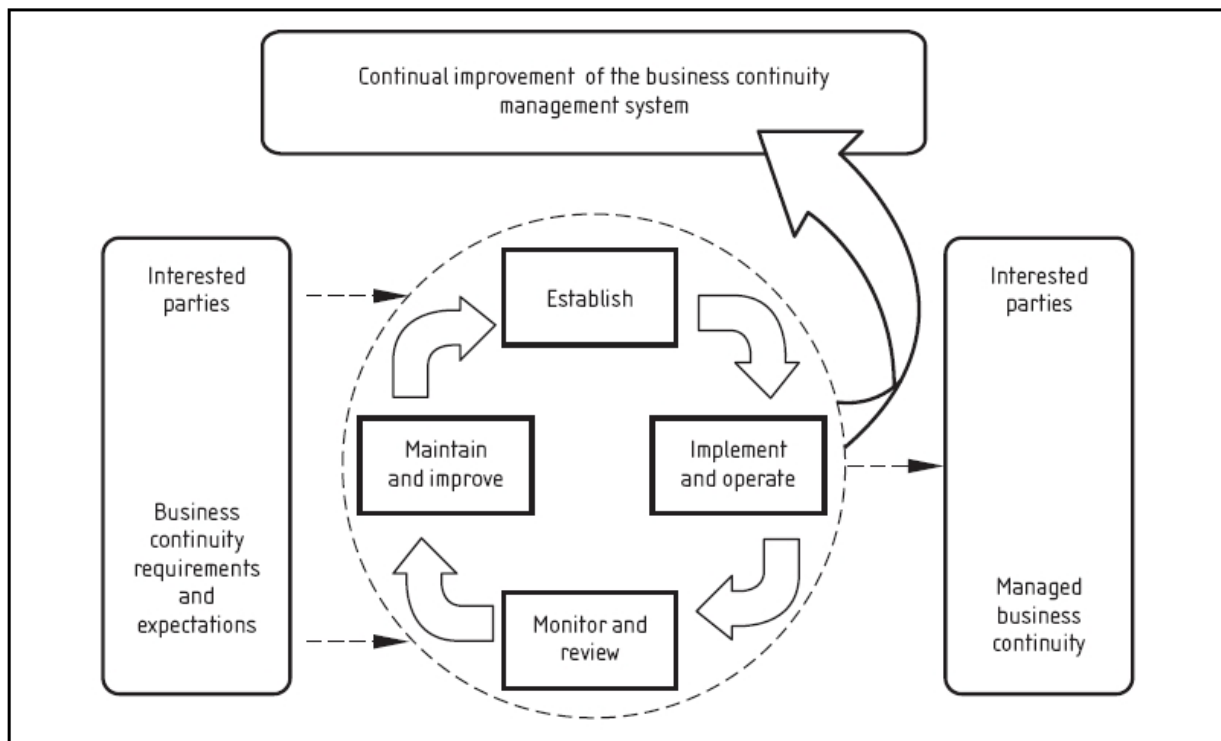 Continual improvement of the business continuity
management system
Interested
parties
Business
continuity
requirements
and
expectations
Establish
Maintain
and improve
Implement
and operate
Monitor and
review
Interested
parties
Managed
business
continuity